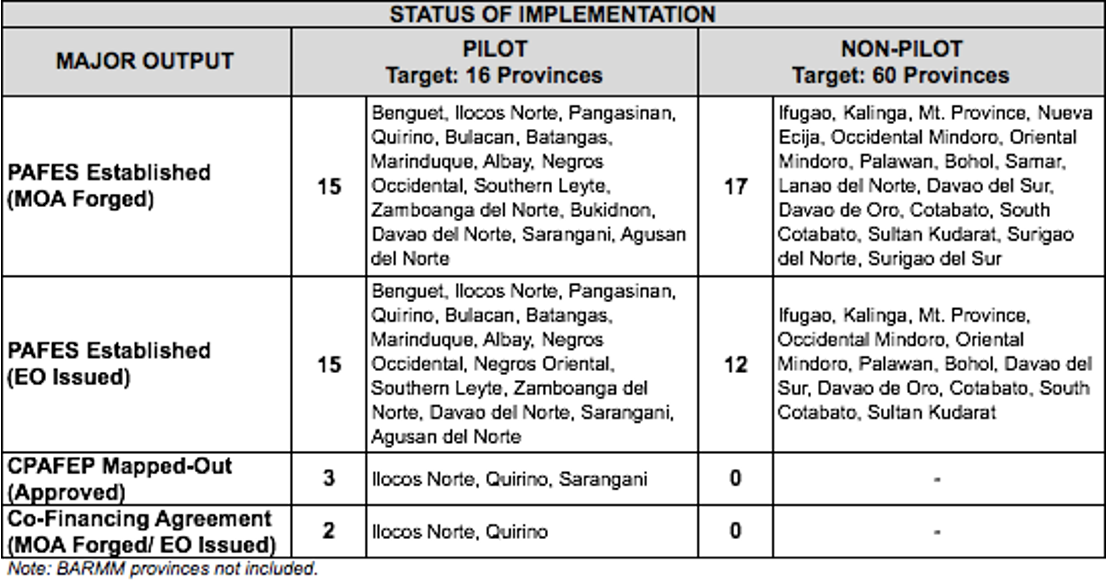 STATUS OF IMPLEMENTATION
MAJOR OUTPUT
PILOT
Target: 16 Provinces
NON-PILOT
Target: 60 Provinces
PAFES Established
(MOA Forged)
15
Benguet, Ilocos Norte, Pangasinan,
Quirino, Bulacan, Batangas,
Marinduque, Albay, Negros
Occidental, Southern Leyte,
Zamboanga del Norte, Bukidnon,
Davao del Norte, Sarangani, Agusan
del Norte
17
Ifugao, Kalinga, Mt. Province, Nueva
Ecija, Occidental Mindoro, Oriental
Mindoro, Palawan, Bohol, Samar,
Lanao del Norte, Davao del Sur,
Davao de Oro, Cotabato, South
Cotabato, Sultan Kudarat, Surigao
del Norte, Surigao del Sur
PAFES Established
(EO Issued)
15
Benguet, Ilocos Norte, Pangasinan,
Quirino, Bulacan, Batangas,
Marinduque, Albay, Negros
Occidental, Negros Oriental,
Southern Leyte, Zamboanga del
Norte, Davao del Norte, Sarangani,
Agusan del Norte
12
Ifugao, Kalinga, Mt. Province,
Occidental Mindoro, Oriental
Mindoro, Palawan, Bohol, Davao del
Sur, Davao de Oro, Cotabato, South
Cotabato, Sultan Kudarat
CPAFEP Mapped-Out
(Approved)
3
Ilocos Norte, Quirino, Sarangani
0
-
Co-Financing Agreement
(MOA Forged/ EO Issued)
2
Ilocos Norte, Quirino
0
-
Note: BARMM provinces not included.